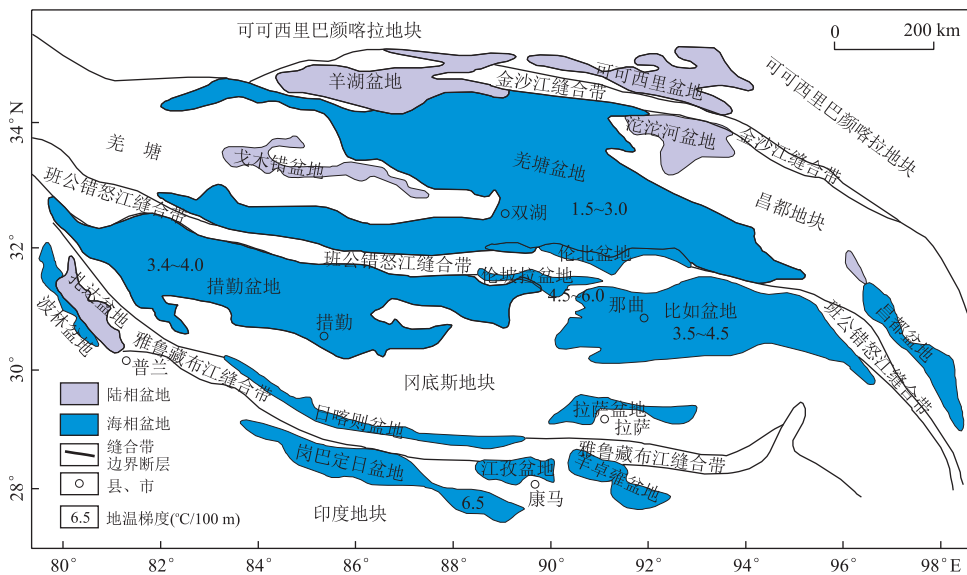 可可西里巴颜喀拉地块
0 200 km
羊湖盆地
金沙江缝合带
可可西里盆地
可可西里巴颜喀拉地块
34°N
沱沱河盆地
金沙江缝合带
羌塘
戈木错盆地
羌塘盆地
昌都地块
班公错怒江缝合带
双湖
1.5~3.0
32°
伦北盆地
班公错怒江缝合带
伦坡拉盆地
3.4~4.0
4.5~6.0
措勤盆地
那曲
比如盆地
3.5~4.5
扎达盆地
波林盆地
措勤
班公错怒江缝合带
昌都盆地
普兰
雅鲁藏布江缝合带
30°
冈底斯地块
陆相盆地
海相盆地
缝合带
边界断层
县、市
6.5 地温梯度(℃/100 m)
日喀则盆地
拉萨盆地
拉萨
雅鲁藏布江缝合带
岗巴定日盆地
江孜盆地
羊卓雍盆地
28°
6.5
康马
印度地块
80° 82° 84° 86° 88° 90° 92° 94° 96° 98°E